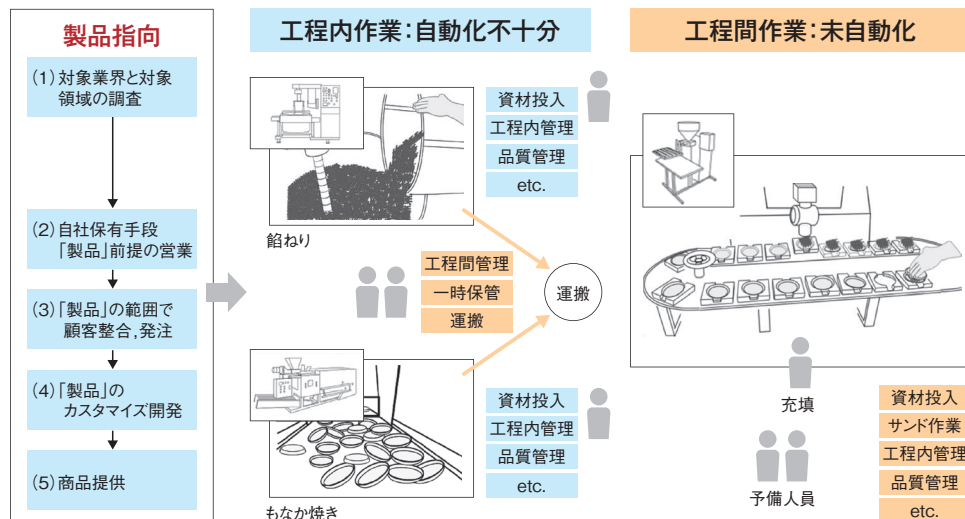 製品指向
(1)対象業界と対象
領域の調査
(2)自社保有手段
「製品」前提の営業
(3)「製品」の範囲で
顧客整合,発注
(4)「製品」の
カスタマイズ開発
(5)商品提供
工程内作業:自動化不十分
資材投入
工程内管理
品質管理
etc.
餡ねり
工程間管理
一時保管
運搬
運搬
資材投入
工程内管理
品質管理
etc.
もなか焼き
工程間作業:未自動化
充填
予備人員
資材投入
サンド作業
工程内管理
品質管理
etc.